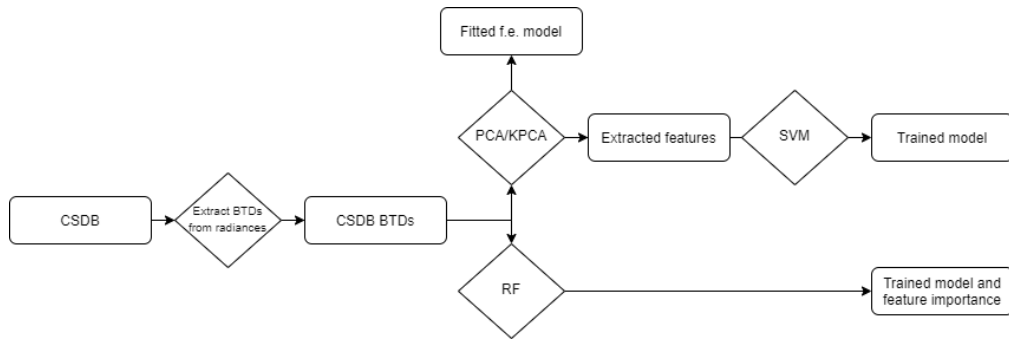 Fitted f.e. model
PCA/KPCA
Extracted features
SVM
Trained model
CSDB
Extract BTDs
from radiances
CSDB BTDs
RF
Trained model and
feature importance